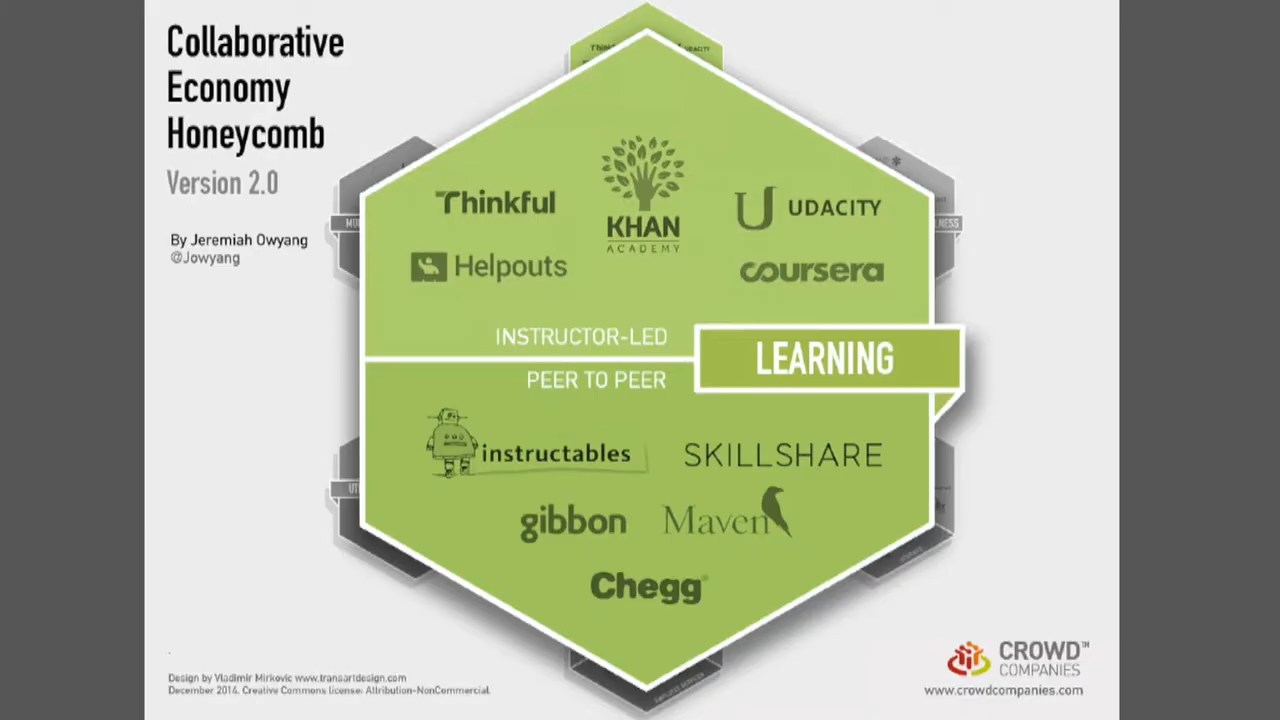 Collaborative
Economy
Honeycomb
Version 2.0
By Jeremiah Owyang
@Jowyang
UDACITY
Thinkful
KHAN
ACADEMY
UDACITY
Helpouts
coursera
INSTRUCTOR-LED
LEARNING
PEER TO PEER
instructables
SKILLSHARE
gibbon
Maven
Chegg
Design by Vladimir Mirkovic www.transartdesign.com
December 2014. Creative Commons license: Attribution-NonCommercial.
CROWD™
COMPANIES
www.crowdcompanies.com